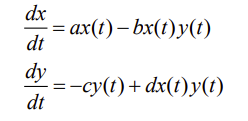 dx/dt = ax(t) − bx(t)y(t)
dy/dt = −cy(t) + dx(t)y(t)